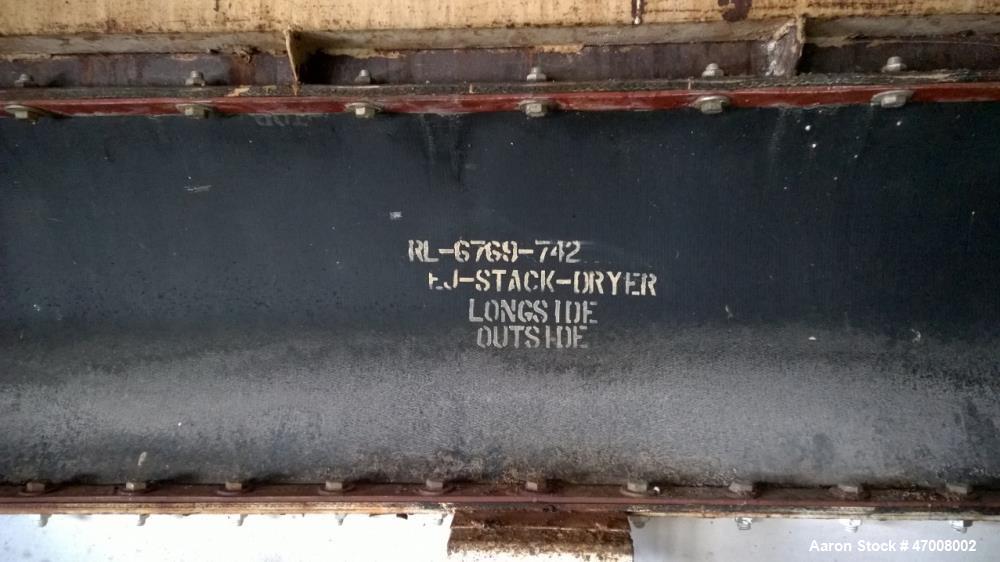 RL-6769-742
EJ-STACK-DRYER
LONGSIDE
OUTSIDE
Aaron Stock # 47008002